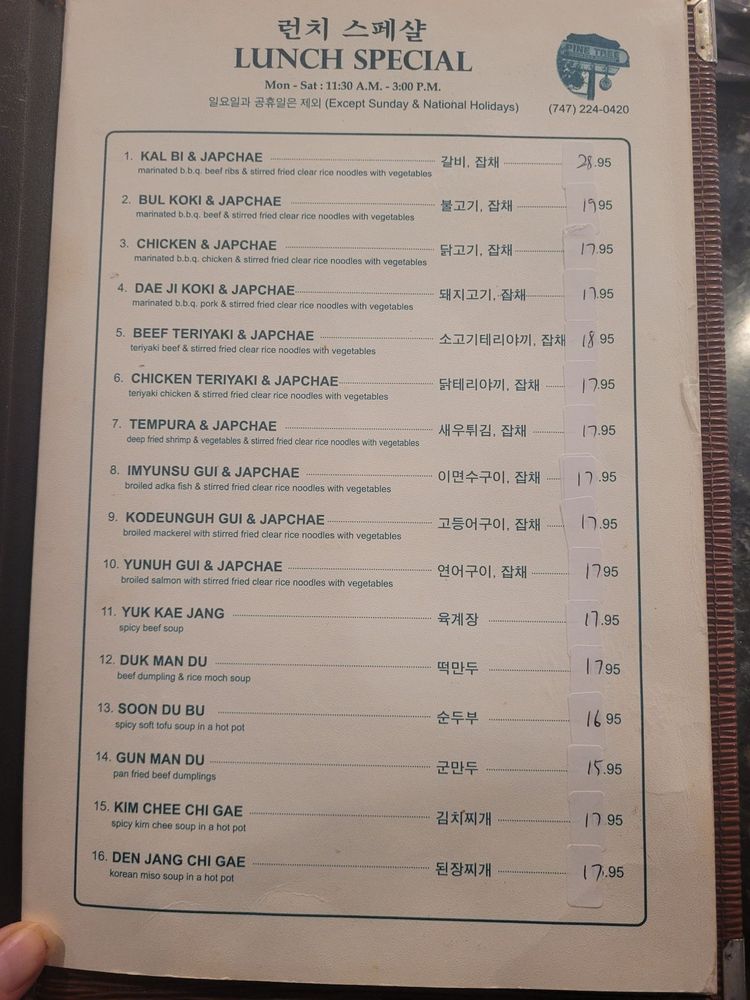 런치 스페샬
LUNCH SPECIAL
Mon - Sat : 11:30 A.M. - 3:00 P.M.
일요일과 공휴일은 제외 (Except Sunday & National Holidays)
PINE TREE
(747) 224-0420
1. KAL BI & JAPCHAE 갈비, 잡채 28.95
marinated b.b.q. beef ribs & stirred fried clear rice noodles with vegetables
2. BUL KOKI & JAPCHAE 불고기, 잡채 19 95
marinated b.b.q. beef & stirred fried clear rice noodles with vegetables
3. CHICKEN & JAPCHAE 닭고기, 잡채 17.95
marinated b.b.q. chicken & stirred fried clear rice noodles with vegetables
4. DAE JI KOKI & JAPCHAE 돼지고기, 잡채 17.95
marinated b.b.q. pork & stirred fried clear rice noodles with vegetables
5. BEEF TERIYAKI & JAPCHAE 소고기테리야끼, 잡채 18 95
teriyaki beef & stirred fried clear rice noodles with vegetables
6. CHICKEN TERIYAKI & JAPCHAE 닭테리야끼, 잡채 17.95
teriyaki chicken & stirred fried clear rice noodles with vegetables
7. TEMPURA & JAPCHAE 새우튀김, 잡채 17.95
deep fried shrimp & vegetables & stirred fried clear rice noodles with vegetables
8. IMYUNSU GUI & JAPCHAE 이면수구이, 잡채 17.95
broiled adka fish & stirred fried clear rice noodles with vegetables
9. KODEUNGUH GUI & JAPCHAE 고등어구이, 잡채 17.95
broiled mackerel with stirred fried clear rice noodles with vegetables
10. YUNUH GUI & JAPCHAE 연어구이, 잡채 17 95
broiled salmon with stirred fried clear rice noodles with vegetables
11. YUK KAE JANG 육계장 17.95
spicy beef soup
12. DUK MAN DU 떡만두 17 95
beef dumpling & rice moch soup
13. SOON DU BU 순두부 16 95
spicy soft tofu soup in a hot pot
14. GUN MAN DU 군만두 15.95
pan fried beef dumplings
15. KIM CHEE CHI GAE 김치찌개 17.95
spicy kim chee soup in a hot pot
16. DEN JANG CHI GAE 된장찌개 17.95
korean miso soup in a hot pot